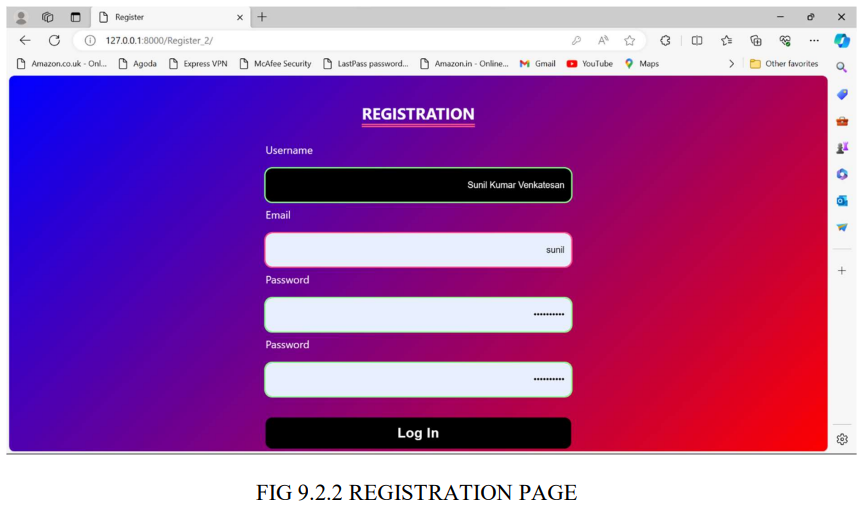 Register
127.0.0.1:8000/Register_2/
Amazon.co.uk - Onl... Agoda Express VPN McAfee Security LastPass password... Amazon.in - Online... Gmail YouTube Maps Other favorites
REGISTRATION
Username
Sunil Kumar Venkatesan
Email
sunil
Password
••••••••••
Password
••••••••••
Log In
FIG 9.2.2 REGISTRATION PAGE